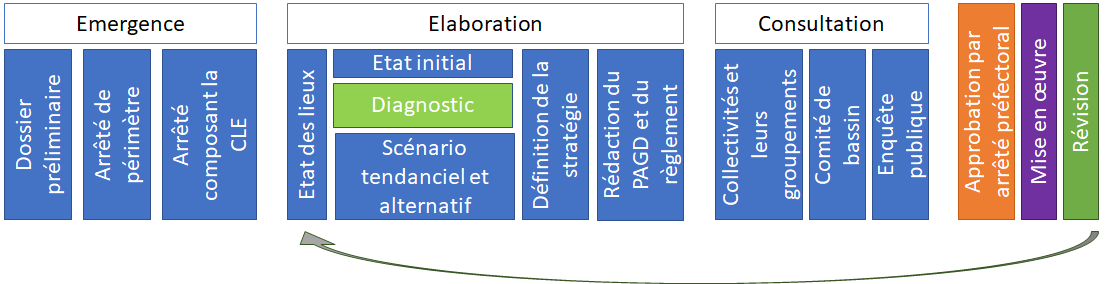 Emergence
Dossier
préliminaire
Arrêté de
périmètre
Arrêté
composant la
CLE
Elaboration
Etat des lieux
Etat initial
Diagnostic
Scénario
tendanciel et
alternatif
Définition de la
stratégie
Rédaction du
PAGD et du
règlement
Consultation
Collectivités et
leurs
groupements
Comité de
bassin
Enquête
publique
Approbation par
arrêté préfectoral
Mise en œuvre
Révision